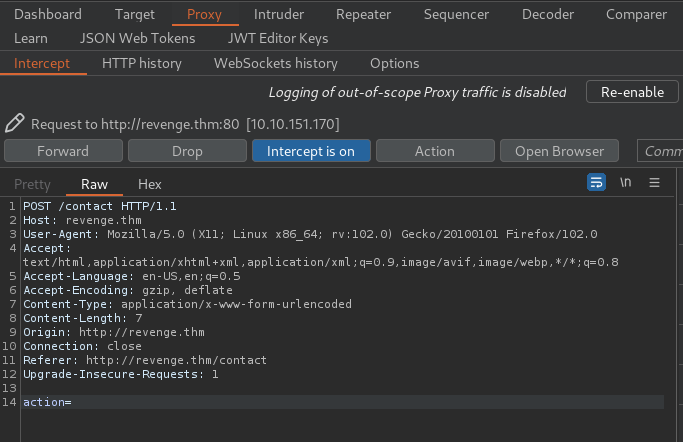 Dashboard Target Proxy Intruder Repeater Sequencer Decoder Comparer
Learn JSON Web Tokens JWT Editor Keys
Intercept HTTP history WebSockets history Options
Logging of out-of-scope Proxy traffic is disabled Re-enable
Request to http://revenge.thm:80 [10.10.151.170]
Forward Drop Intercept is on Action Open Browser Comm
Pretty Raw Hex \n
1 POST /contact HTTP/1.1
2 Host: revenge.thm
3 User-Agent: Mozilla/5.0 (X11; Linux x86_64; rv:102.0) Gecko/20100101 Firefox/102.0
4 Accept:
text/html,application/xhtml+xml,application/xml;q=0.9,image/avif,image/webp,*/*;q=0.8
5 Accept-Language: en-US,en;q=0.5
6 Accept-Encoding: gzip, deflate
7 Content-Type: application/x-www-form-urlencoded
8 Content-Length: 7
9 Origin: http://revenge.thm
10 Connection: close
11 Referer: http://revenge.thm/contact
12 Upgrade-Insecure-Requests: 1
13
14 action=